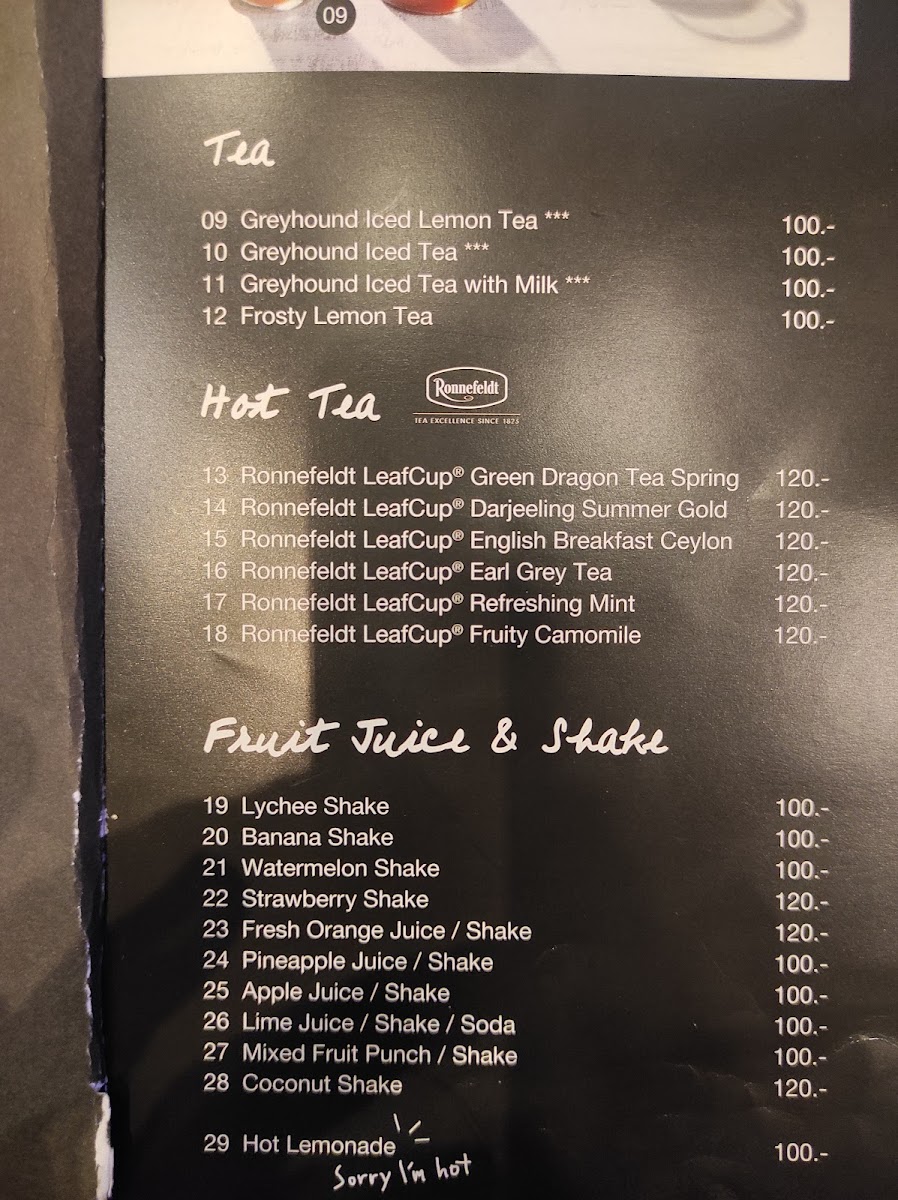 09
Tea
09 Greyhound Iced Lemon Tea *** 100.-
10 Greyhound Iced Tea *** 100.-
11 Greyhound Iced Tea with Milk *** 100.-
12 Frosty Lemon Tea 100.-
Hot Tea
Ronnefeldt
TEA EXCELLENCE SINCE 1823
13 Ronnefeldt LeafCup® Green Dragon Tea Spring 120.-
14 Ronnefeldt LeafCup® Darjeeling Summer Gold 120.-
15 Ronnefeldt LeafCup® English Breakfast Ceylon 120.-
16 Ronnefeldt LeafCup® Earl Grey Tea 120.-
17 Ronnefeldt LeafCup® Refreshing Mint 120.-
18 Ronnefeldt LeafCup® Fruity Camomile 120.-
Fruit Juice & Shake
19 Lychee Shake 100.-
20 Banana Shake 100.-
21 Watermelon Shake 100.-
22 Strawberry Shake 120.-
23 Fresh Orange Juice / Shake 120.-
24 Pineapple Juice / Shake 100.-
25 Apple Juice / Shake 100.-
26 Lime Juice / Shake / Soda 100.-
27 Mixed Fruit Punch / Shake 100.-
28 Coconut Shake 120.-
29 Hot Lemonade 100.-
Sorry I'm hot